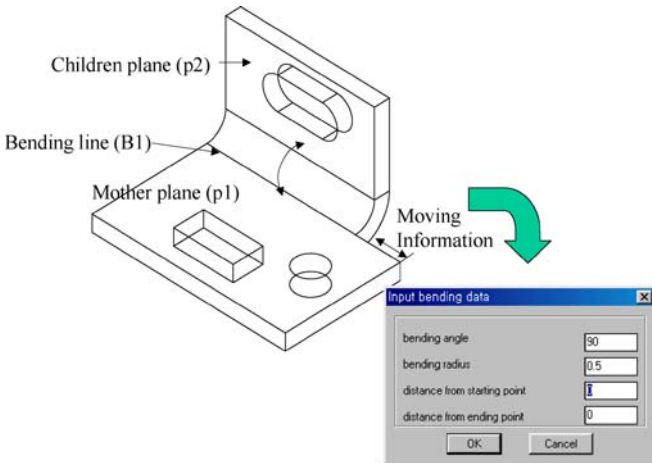 Children plane (p2)
Bending line (B1)
Mother plane (p1)
Moving
Information
Input bending data
bending angle
90
bending radius
0.5
distance from starting point
distance from ending point
0
OK
Cancel